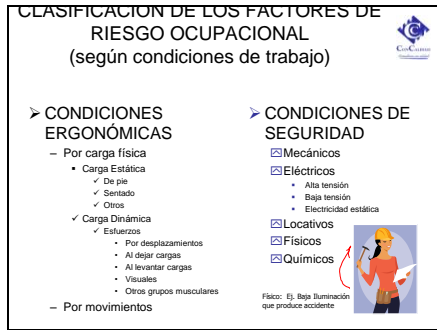 CLASIFICACIÓN DE LOS FACTORES DE
RIESGO OCUPACIONAL
(según condiciones de trabajo)
CONCALIDAD
➢ CONDICIONES
ERGONÓMICAS
– Por carga física
▪ Carga Estática
✓ De pie
✓ Sentado
✓ Otros
✓ Carga Dinámica
✓ Esfuerzos
• Por desplazamientos
• Al dejar cargas
• Al levantar cargas
• Visuales
• Otros grupos musculares
– Por movimientos
➢ CONDICIONES DE
SEGURIDAD
Mecánicos
Eléctricos
▪ Alta tensión
▪ Baja tensión
▪ Electricidad estática
Locativos
Físicos
Químicos
Físico: Ej. Baja Iluminación
que produce accidente